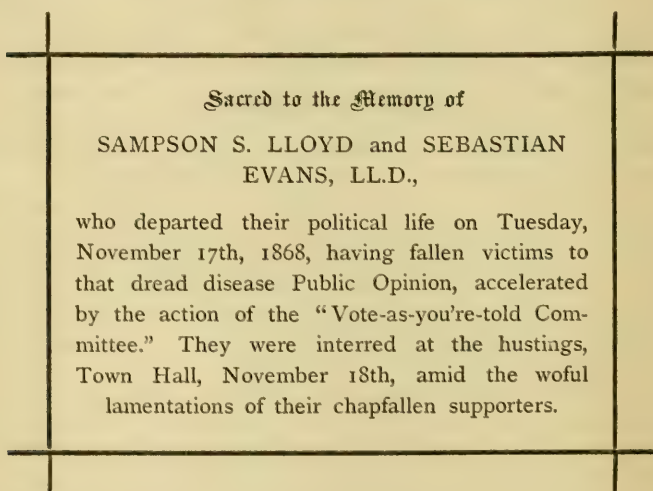 Sacred to the Memory of
SAMPSON S. LLOYD and SEBASTIAN
EVANS, LL.D.,
who departed their political life on Tuesday,
November 17th, 1868, having fallen victims to
that dread disease Public Opinion, accelerated
by the action of the “Vote-as-you're-told Com-
mittee.” They were interred at the hustings,
Town Hall, November 18th, amid the woful
lamentations of their chapfallen supporters.